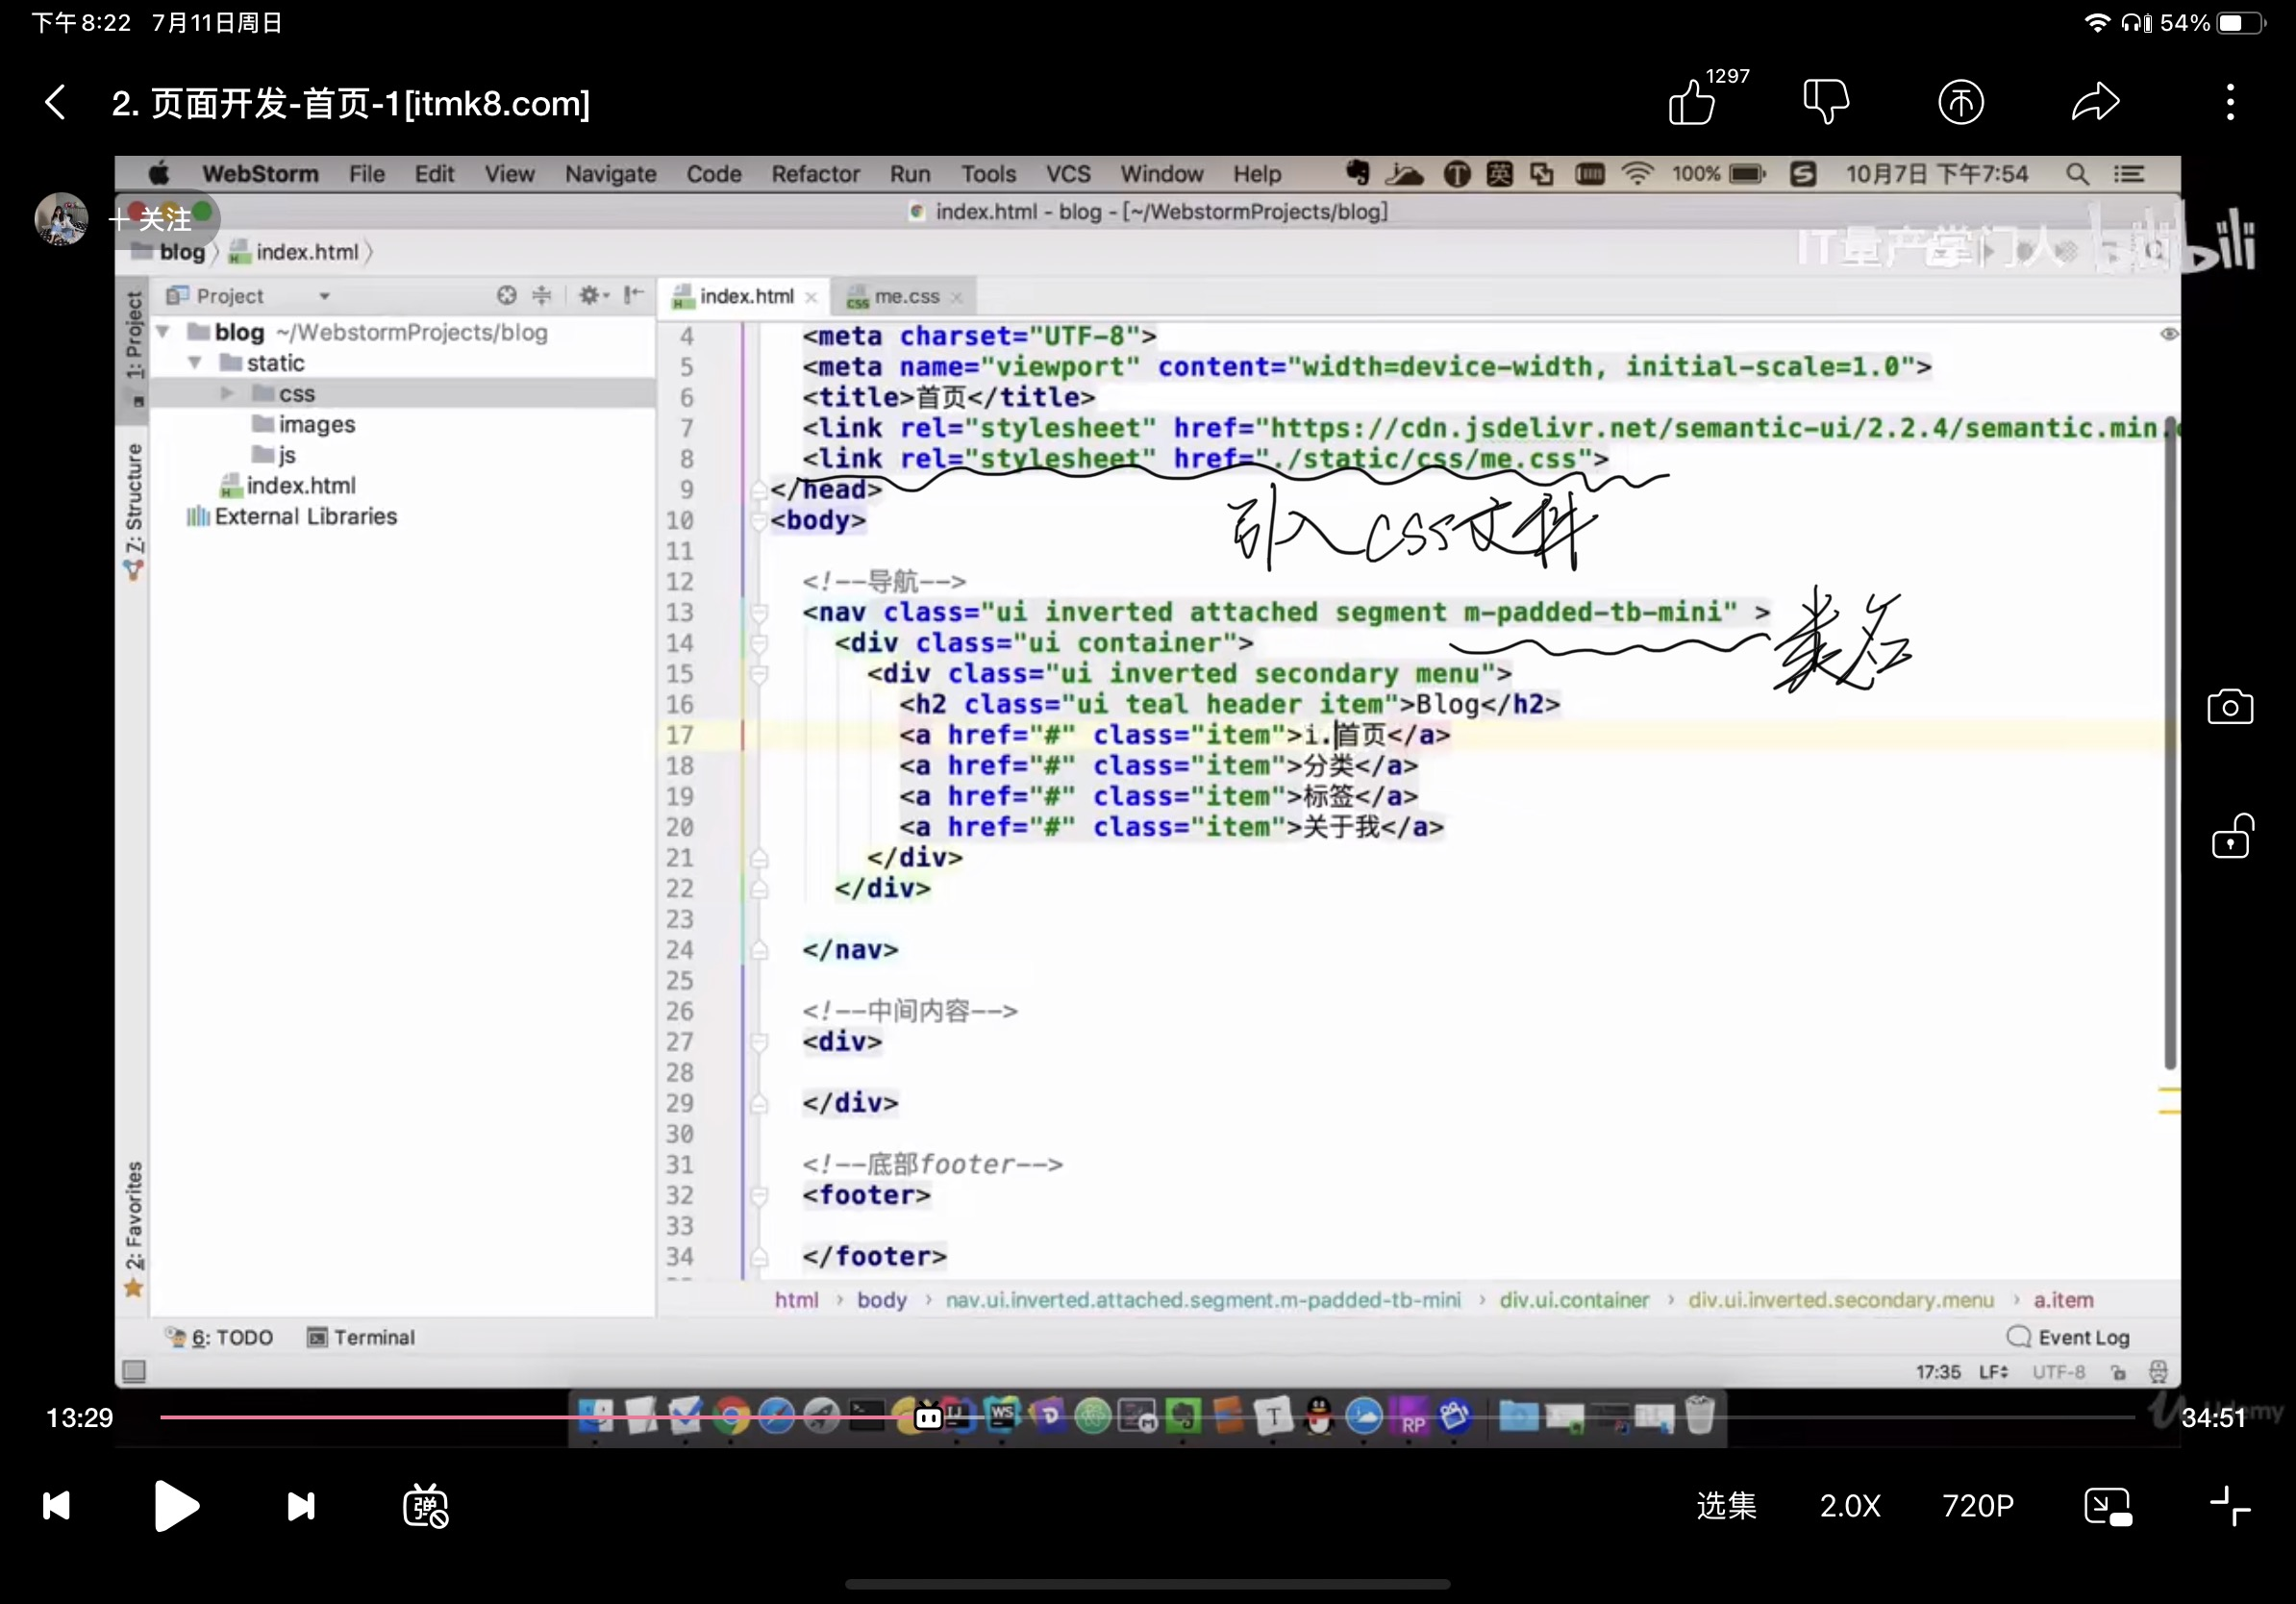 下午8:22 7月11日周日
54%
2. 页面开发-首页-1[itmk8.com]
1297
WebStorm File Edit View Navigate Code Refactor Run Tools VCS Window Help 英 100% 10月7日 下午7:54
+ 关注
index.html - blog - [~/WebstormProjects/blog]
IT量产掌门人 bilibili
blog index.html
Project
index.html
me.css
1: Project
blog ~/WebstormProjects/blog
static
css
images
js
index.html
External Libraries
Z: Structure
2: Favorites
4 <meta charset="UTF-8">
5 <meta name="viewport" content="width=device-width, initial-scale=1.0">
6 <title>首页</title>
7 <link rel="stylesheet" href="https://cdn.jsdelivr.net/semantic-ui/2.2.4/semantic.min.c
8 <link rel="stylesheet" href="./static/css/me.css">
9 </head>
引入css文件
10 <body>
11
12 <!--导航-->
13 <nav class="ui inverted attached segment m-padded-tb-mini" >
类名
14 <div class="ui container">
15 <div class="ui inverted secondary menu">
16 <h2 class="ui teal header item">Blog</h2>
17 <a href="#" class="item">i.首页</a>
18 <a href="#" class="item">分类</a>
19 <a href="#" class="item">标签</a>
20 <a href="#" class="item">关于我</a>
21 </div>
22 </div>
23
24 </nav>
25
26 <!--中间内容-->
27 <div>
28
29 </div>
30
31 <!--底部footer-->
32 <footer>
33
34 </footer>
html › body › nav.ui.inverted.attached.segment.m-padded-tb-mini › div.ui.container › div.ui.inverted.secondary.menu › a.item
6: TODO Terminal Event Log
17:35 LF UTF-8
13:29
34:51
WS
RP
Udemy
弹
选集 2.0X 720P